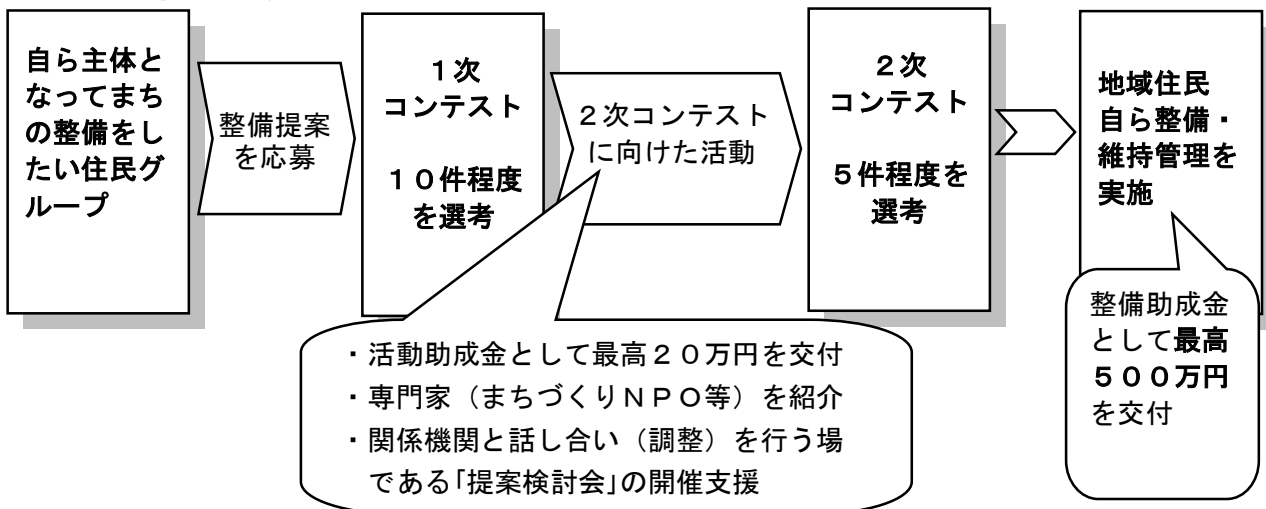 自ら主体と
なってまち
の整備をし
たい住民グ
ループ
整備提案
を応募
１次
コンテスト
１０件程度
を選考
２次コンテスト
に向けた活動
２次
コンテスト
５件程度を
選考
地域住民
自ら整備・
維持管理を
実施
・活動助成金として最高２０万円を交付
・専門家（まちづくりＮＰＯ等）を紹介
・関係機関と話し合い（調整）を行う場
である｢提案検討会｣の開催支援
整備助成金
として最高
５００万円
を交付